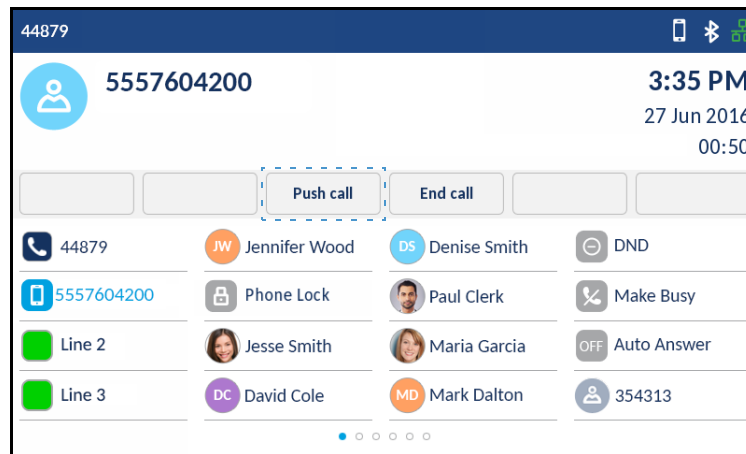 44879
5557604200
3:35 PM
27 Jun 2016
00:50
Push call End call
44879 JW Jennifer Wood DS Denise Smith DND
5557604200 Phone Lock Paul Clerk Make Busy
Line 2 Jesse Smith Maria Garcia OFF Auto Answer
Line 3 DC David Cole MD Mark Dalton 354313